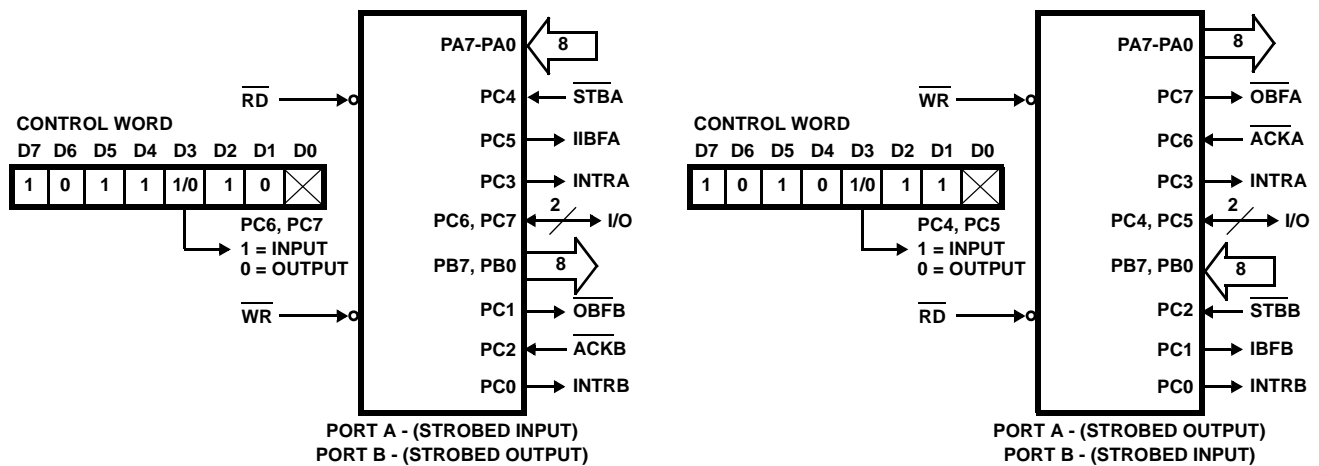 PA7-PA0 8
RD
PC4 STBA
CONTROL WORD
D7 D6 D5 D4 D3 D2 D1 D0
1 0 1 1 1/0 1 0
PC5 IIBFA
PC3 INTRA
PC6, PC7 2 I/O
PC6, PC7
1 = INPUT
0 = OUTPUT
PB7, PB0 8
WR
PC1 OBFB
PC2 ACKB
PC0 INTRB
PORT A - (STROBED INPUT)
PORT B - (STROBED OUTPUT)
PA7-PA0 8
WR
PC7 OBFA
CONTROL WORD
D7 D6 D5 D4 D3 D2 D1 D0
1 0 1 0 1/0 1 1
PC6 ACKA
PC3 INTRA
PC4, PC5 2 I/O
PC4, PC5
1 = INPUT
0 = OUTPUT
PB7, PB0 8
RD
PC2 STBB
PC1 IBFB
PC0 INTRB
PORT A - (STROBED OUTPUT)
PORT B - (STROBED INPUT)